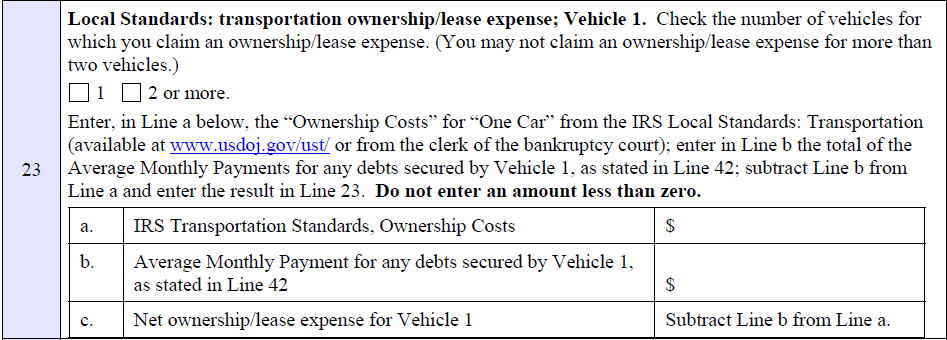 Local Standards: transportation ownership/lease expense; Vehicle 1. Check the number of vehicles for
which you claim an ownership/lease expense. (You may not claim an ownership/lease expense for more than
two vehicles.)
1 2 or more.
Enter, in Line a below, the “Ownership Costs” for “One Car” from the IRS Local Standards: Transportation
(available at www.usdoj.gov/ust/ or from the clerk of the bankruptcy court); enter in Line b the total of the
23 Average Monthly Payments for any debts secured by Vehicle 1, as stated in Line 42; subtract Line b from
Line a and enter the result in Line 23. Do not enter an amount less than zero.
a. IRS Transportation Standards, Ownership Costs $
b. Average Monthly Payment for any debts secured by Vehicle 1,
as stated in Line 42 $
c. Net ownership/lease expense for Vehicle 1 Subtract Line b from Line a.